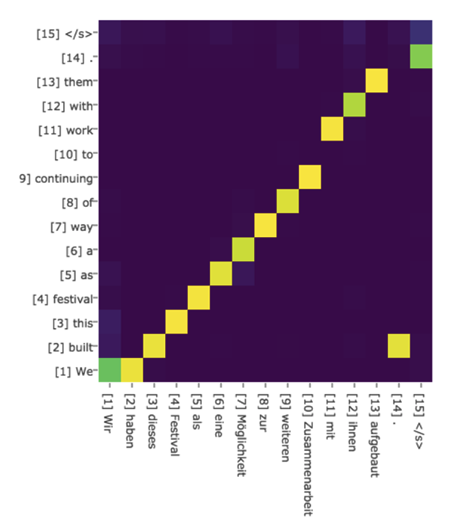 [15] </s>
[14] .
[13] them
[12] with
[11] work
[10] to
9] continuing
[8] of
[7] way
[6] a
[5] as
[4] festival
[3] this
[2] built
[1] We
[1] Wir
[2] haben
[3] dieses
[4] Festival
[5] als
[6] eine
[7] Möglichkeit
[8] zur
[9] weiteren
[10] Zusammenarbeit
[11] mit
[12] ihnen
[13] aufgebaut
[14] .
[15] </s>